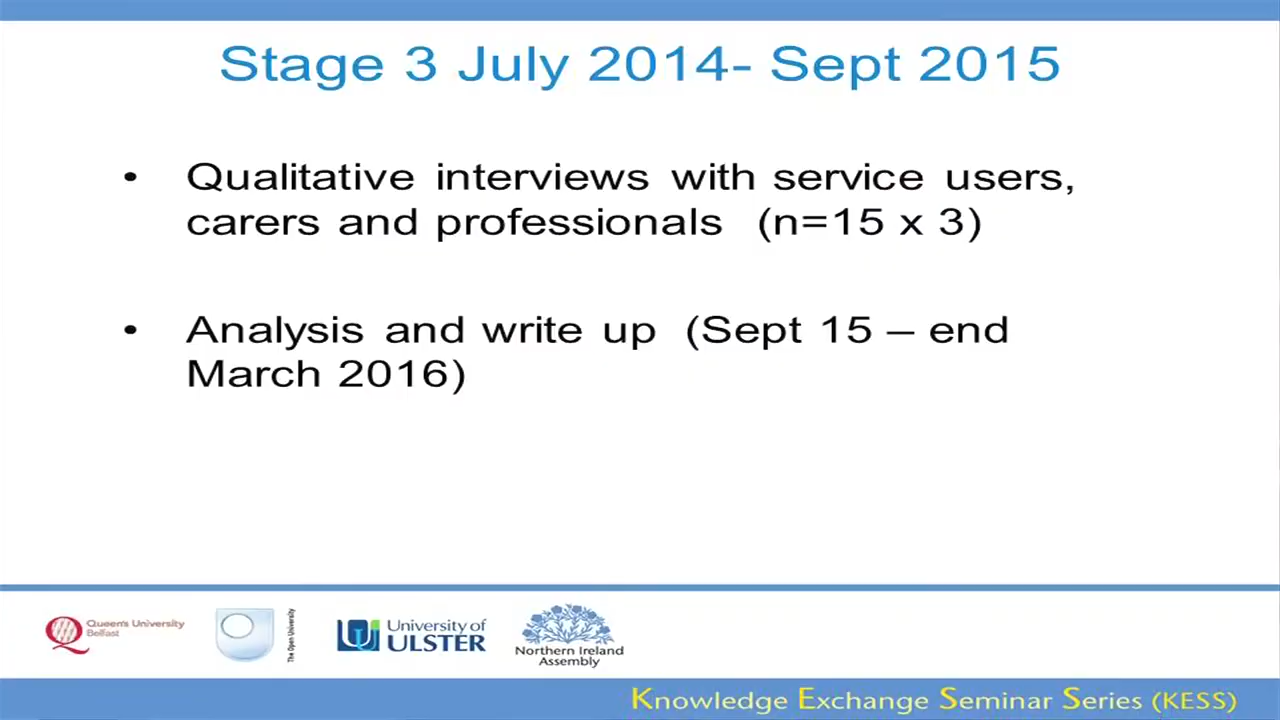 Stage 3 July 2014- Sept 2015
• Qualitative interviews with service users,
carers and professionals (n=15 x 3)
• Analysis and write up (Sept 15 – end
March 2016)
Queen's University
Belfast
The Open University
University of
ULSTER
Northern Ireland
Assembly
Knowledge Exchange Seminar Series (KESS)